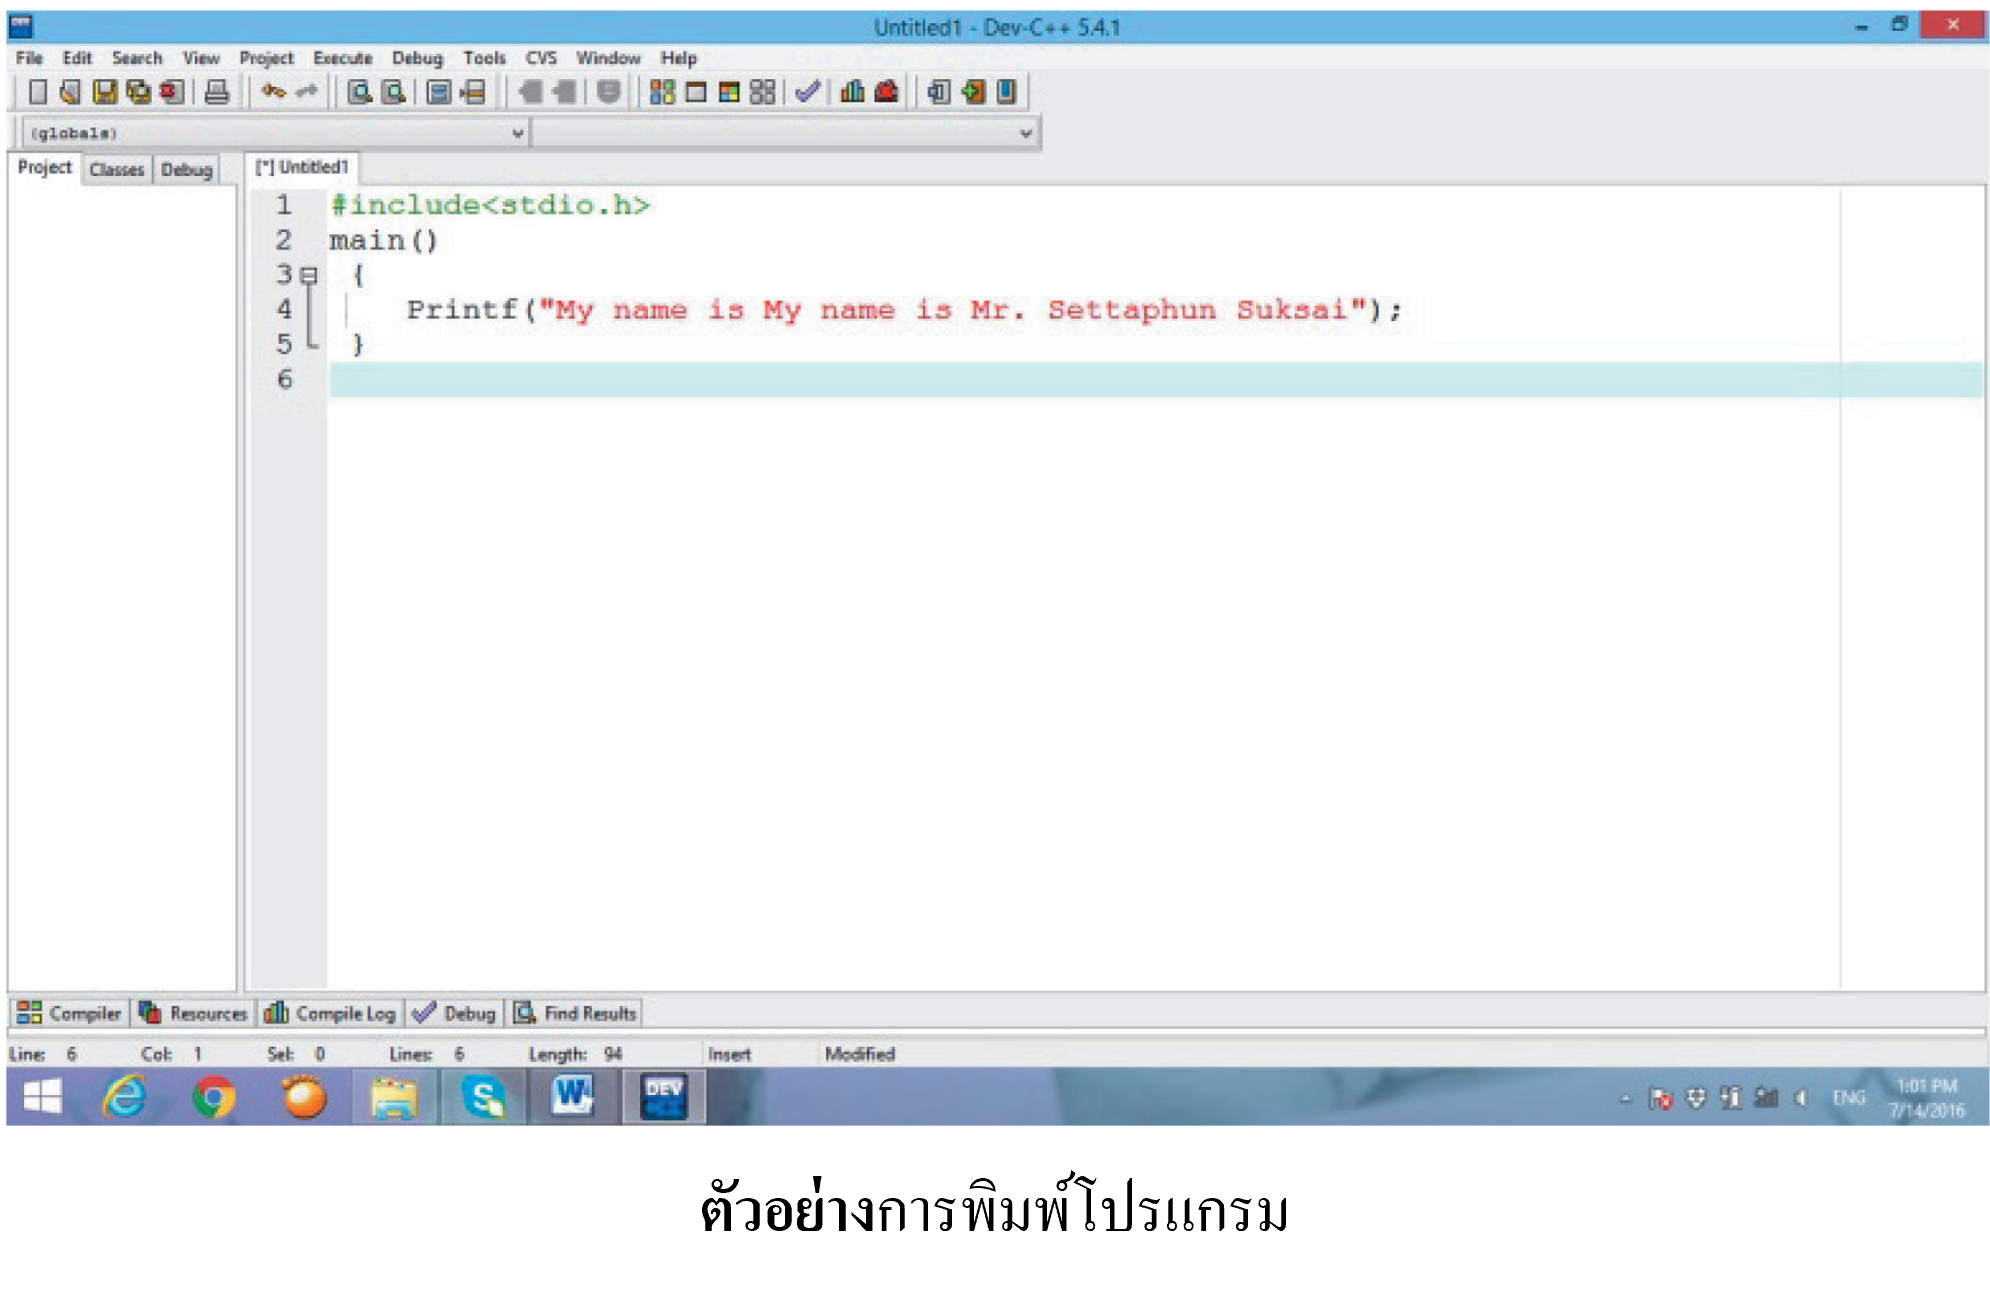 Untitled1 - Dev-C++ 5.4.1
File Edit Search View Project Execute Debug Tools CVS Window Help
(globals)
Project Classes Debug [*] Untitled1
1 #include<stdio.h>
2 main()
3 {
4 Printf("My name is My name is Mr. Settaphun Suksai");
5 }
6
Compiler Resources Compile Log Debug Find Results
Line: 6 Col: 1 Sel: 0 Lines: 6 Length: 94 Insert Modified
DEV ENG 1:01 PM
7/14/2016
ตัวอย่างการพิมพ์โปรแกรม